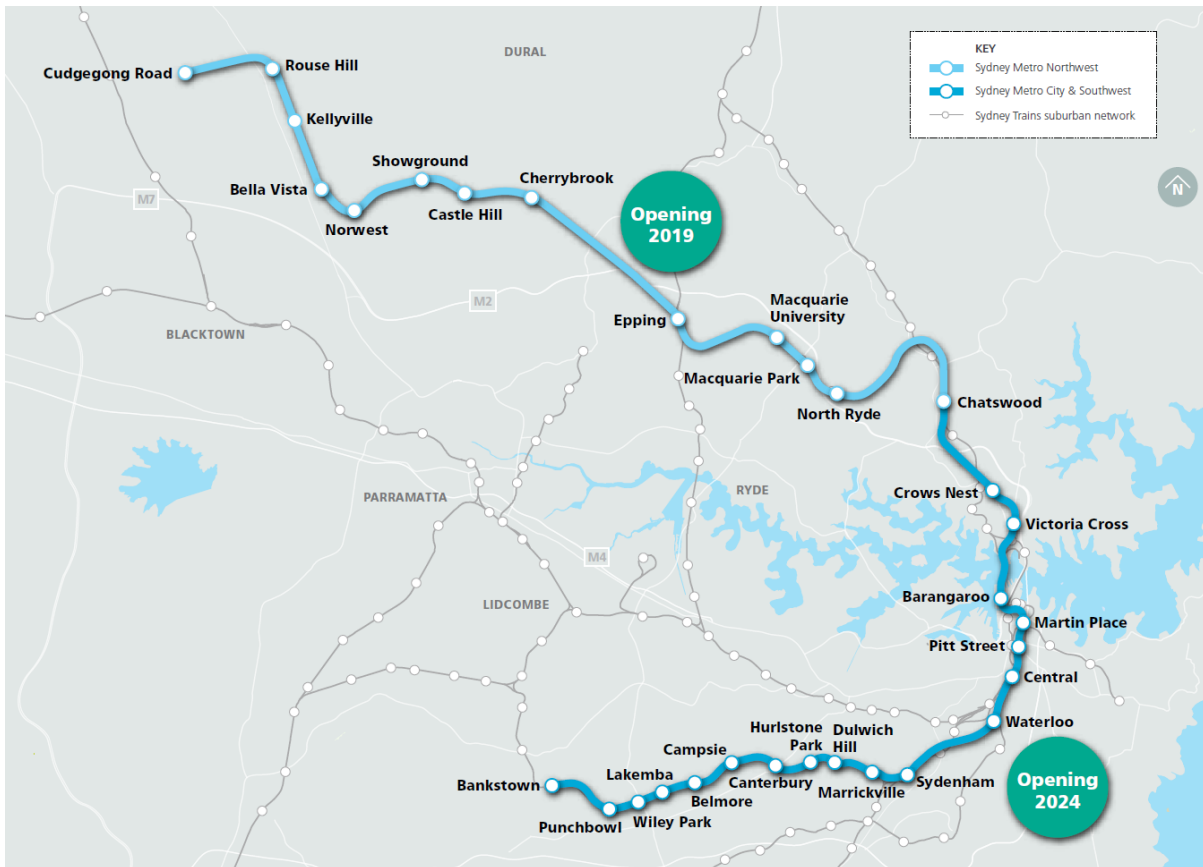 DURAL
KEY
Sydney Metro Northwest
Sydney Metro City & Southwest
Sydney Trains suburban network
N
Cudgegong Road
Rouse Hill
Kellyville
Showground
Bella Vista
Cherrybrook
M7
Norwest
Castle Hill
Opening
2019
M2
Epping
Macquarie
University
BLACKTOWN
Macquarie Park
North Ryde
Chatswood
PARRAMATTA
RYDE
Crows Nest
Victoria Cross
M4
LIDCOMBE
Barangaroo
Martin Place
Pitt Street
Central
Waterloo
Hurlstone
Park
Dulwich
Hill
Campsie
Lakemba
Bankstown
Canterbury
Sydenham
Marrickville
Belmore
Wiley Park
Punchbowl
Opening
2024